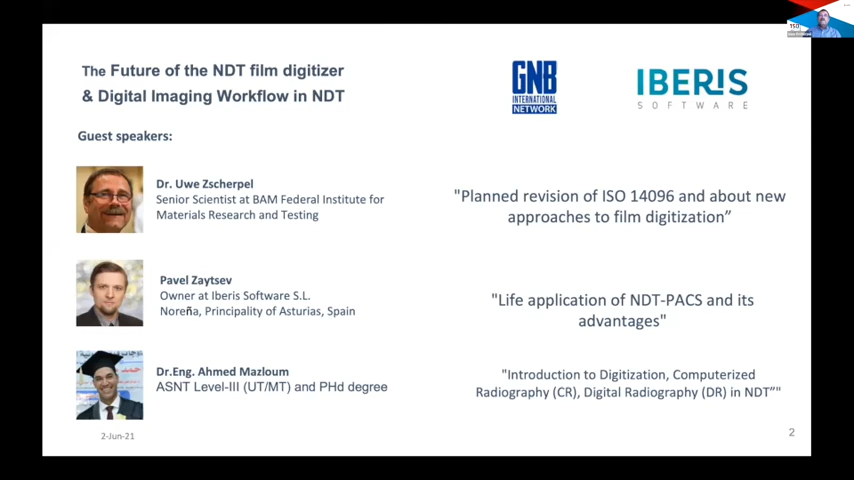 The Future of the NDT film digitizer
& Digital Imaging Workflow in NDT
GNB
INTERNATIONAL
NETWORK
IBERIS
SOFTWARE
Guest speakers:
Dr. Uwe Zscherpel
Senior Scientist at BAM Federal Institute for
Materials Research and Testing
"Planned revision of ISO 14096 and about new
approaches to film digitization”
Pavel Zaytsev
Owner at Iberis Software S.L.
Noreña, Principality of Asturias, Spain
"Life application of NDT-PACS and its
advantages"
Dr.Eng. Ahmed Mazloum
ASNT Level-III (UT/MT) and PHd degree
"Introduction to Digitization, Computerized
Radiography (CR), Digital Radiography (DR) in NDT”"
2-Jun-21
2